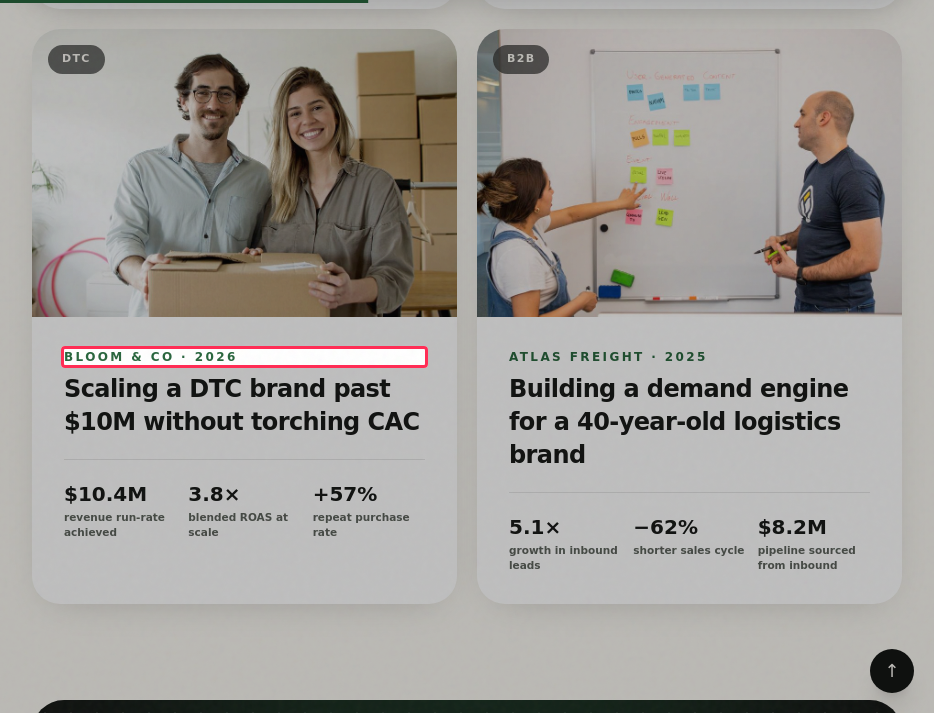 DTC
BLOOM & CO · 2026
Scaling a DTC brand past
$10M without torching CAC
$10.4M
revenue run-rate
achieved
3.8×
blended ROAS at
scale
+57%
repeat purchase
rate
B2B
User-Generated Content
ATLAS FREIGHT · 2025
Building a demand engine
for a 40-year-old logistics
brand
5.1×
growth in inbound
leads
−62%
shorter sales cycle
$8.2M
pipeline sourced
from inbound
↑